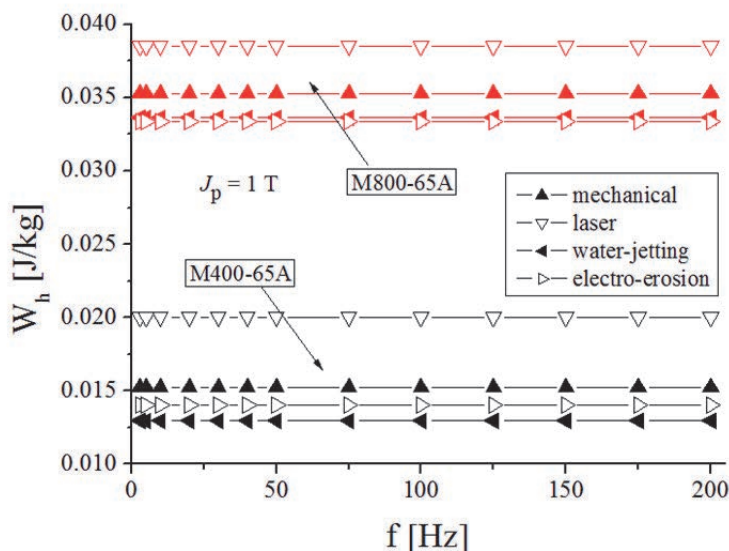 0.040
0.035
0.030
0.025
0.020
0.015
0.010
W_h [J/kg]
M800-65A
J_p = 1 T
M400-65A
mechanical
laser
water-jetting
electro-erosion
0 50 100 150 200
f [Hz]